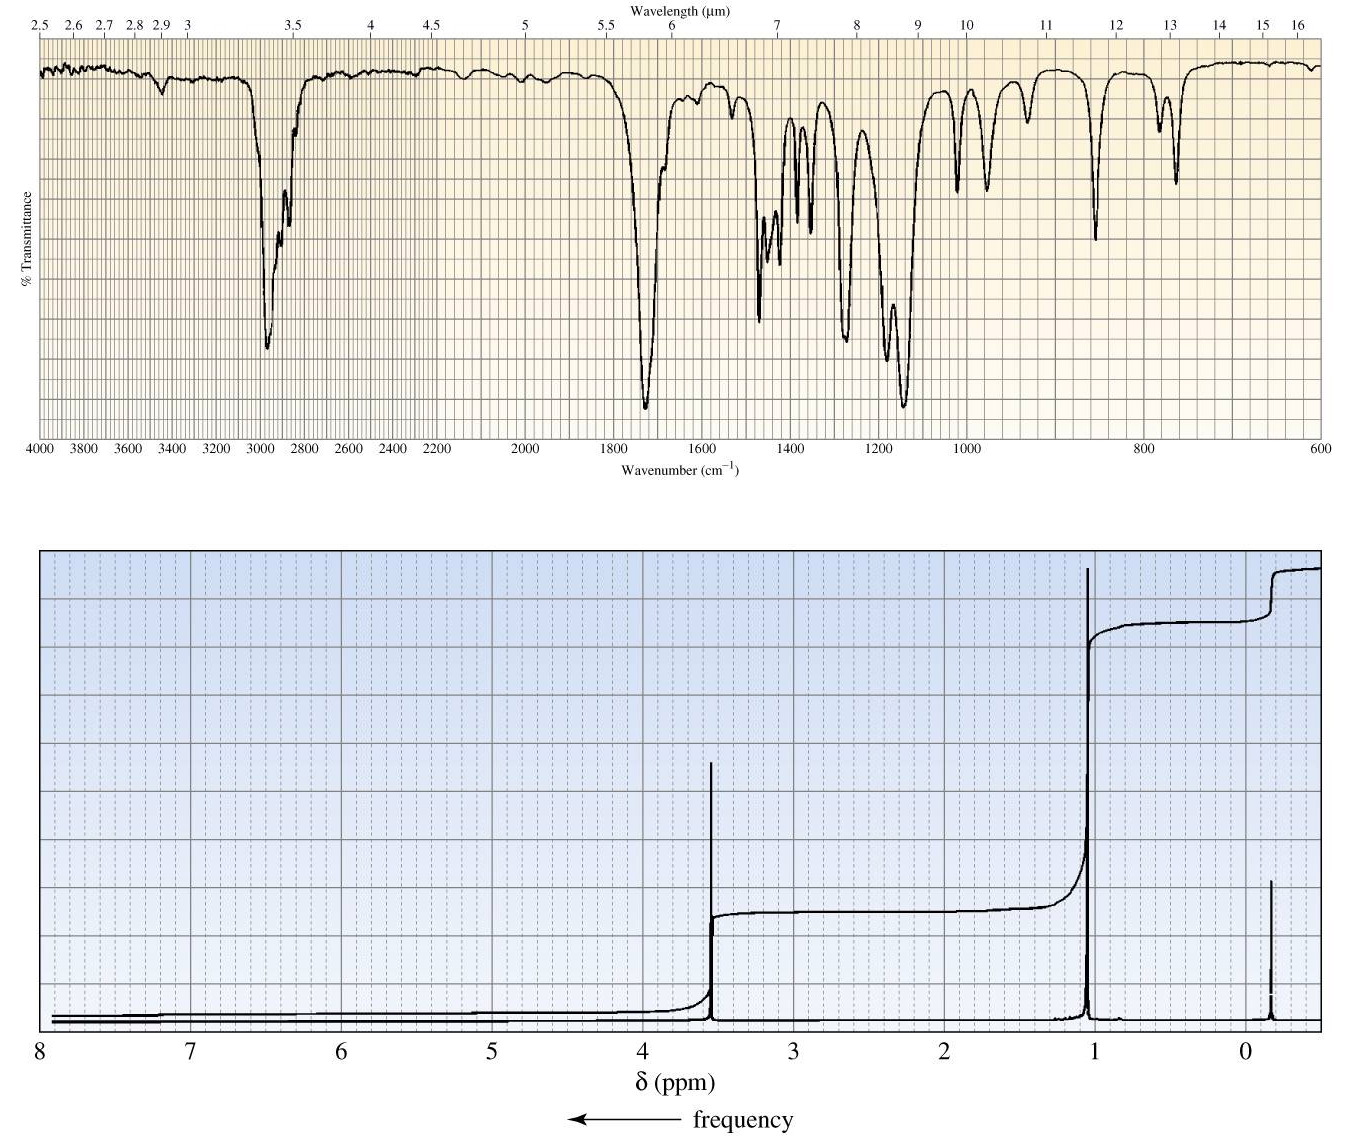 Wavelength (μm)
2.5 2.6 2.7 2.8 2.9 3 3.5 4 4.5 5 5.5 6 7 8 9 10 11 12 13 14 15 16
% Transmittance
4000 3800 3600 3400 3200 3000 2800 2600 2400 2200 2000 1800 1600 1400 1200 1000 800 600
Wavenumber (cm⁻¹)
8 7 6 5 4 3 2 1 0
δ (ppm)
frequency